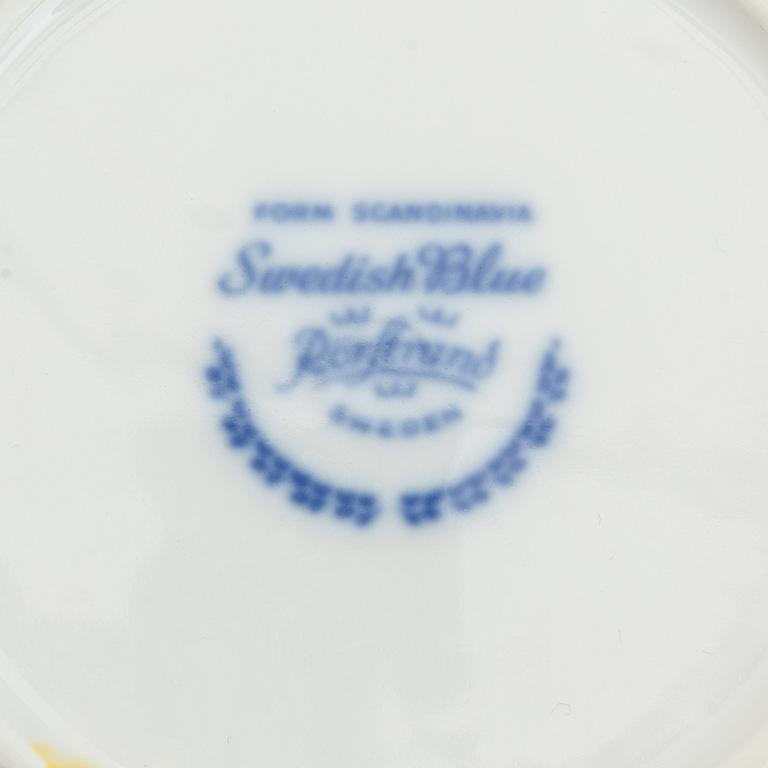 FORM SCANDINAVIA
Swedish Blue
Rörstrand
SWEDEN